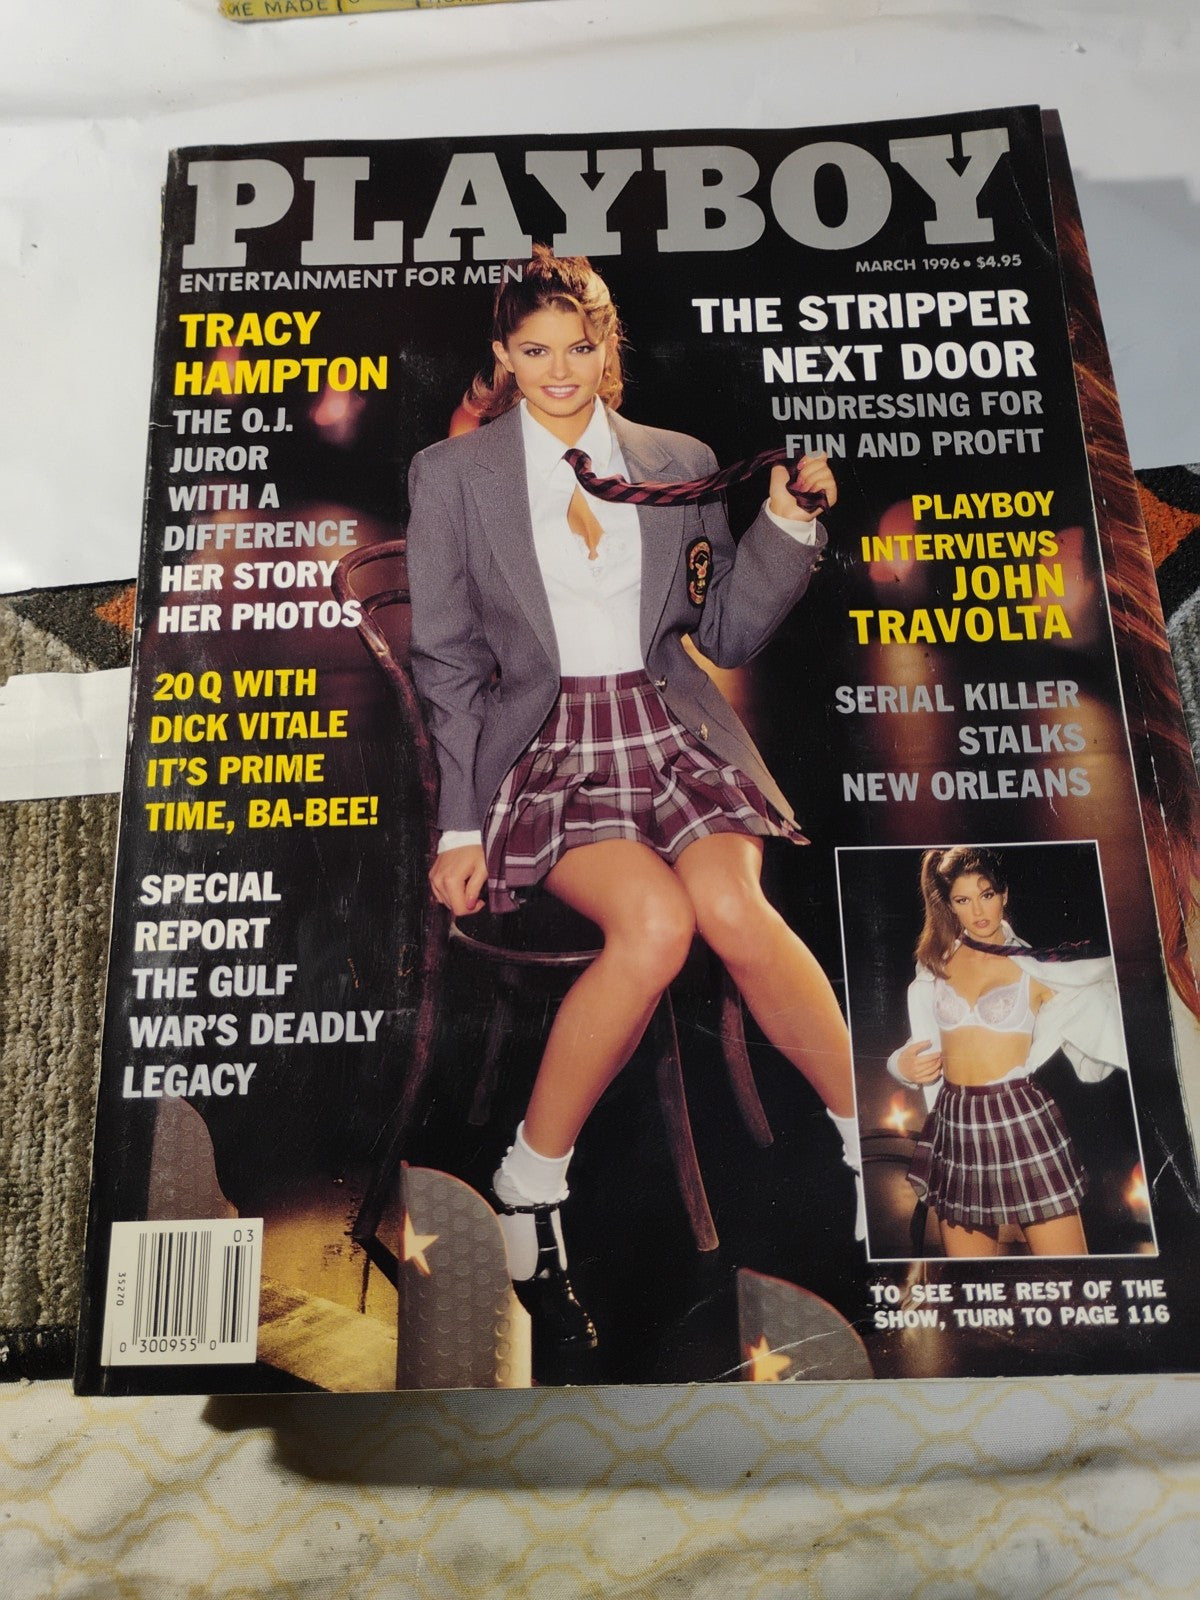 OE MADE
PLAYBOY
ENTERTAINMENT FOR MEN
MARCH 1996 • $4.95
TRACY
HAMPTON
THE O.J.
JUROR
WITH A
DIFFERENCE
HER STORY
HER PHOTOS
20 Q WITH
DICK VITALE
IT'S PRIME
TIME, BA-BEE!
SPECIAL
REPORT
THE GULF
WAR'S DEADLY
LEGACY
THE STRIPPER
NEXT DOOR
UNDRESSING FOR
FUN AND PROFIT
PLAYBOY
INTERVIEWS
JOHN
TRAVOLTA
SERIAL KILLER
STALKS
NEW ORLEANS
TO SEE THE REST OF THE
SHOW, TURN TO PAGE 116
03
35270
0 300955 0